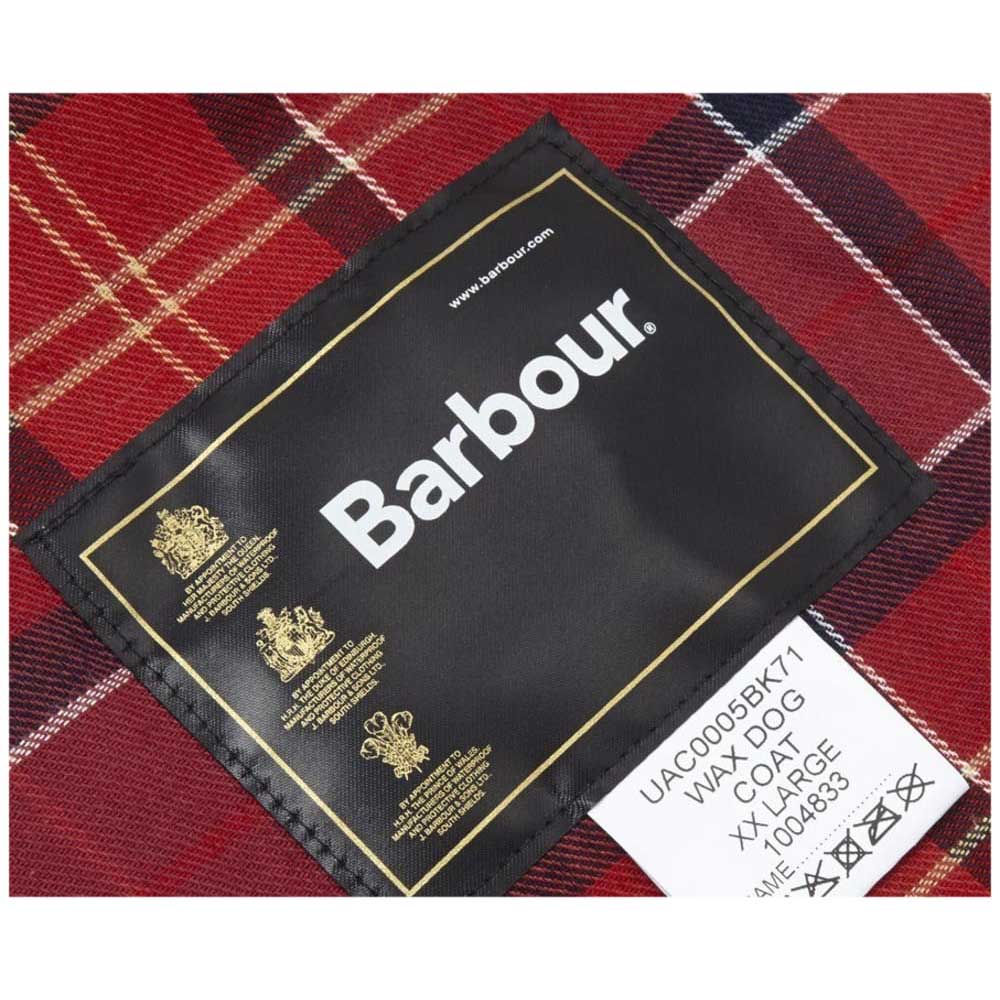 www.barbour.com
Barbour®
BY APPOINTMENT TO
HER MAJESTY THE QUEEN,
MANUFACTURERS OF WATERPROOF
AND PROTECTIVE CLOTHING
J. BARBOUR & SONS LTD.,
SOUTH SHIELDS
BY APPOINTMENT TO
H.R.H. THE DUKE OF EDINBURGH,
MANUFACTURERS OF WATERPROOF
AND PROTECTIVE CLOTHING
J. BARBOUR & SONS LTD.,
SOUTH SHIELDS.
BY APPOINTMENT TO
H.R.H. THE PRINCE OF WALES,
MANUFACTURERS OF WATERPROOF
AND PROTECTIVE CLOTHING
J. BARBOUR & SONS LTD.,
SOUTH SHIELDS
UAC0005BK71
WAX DOG
COAT
XX LARGE
1004833